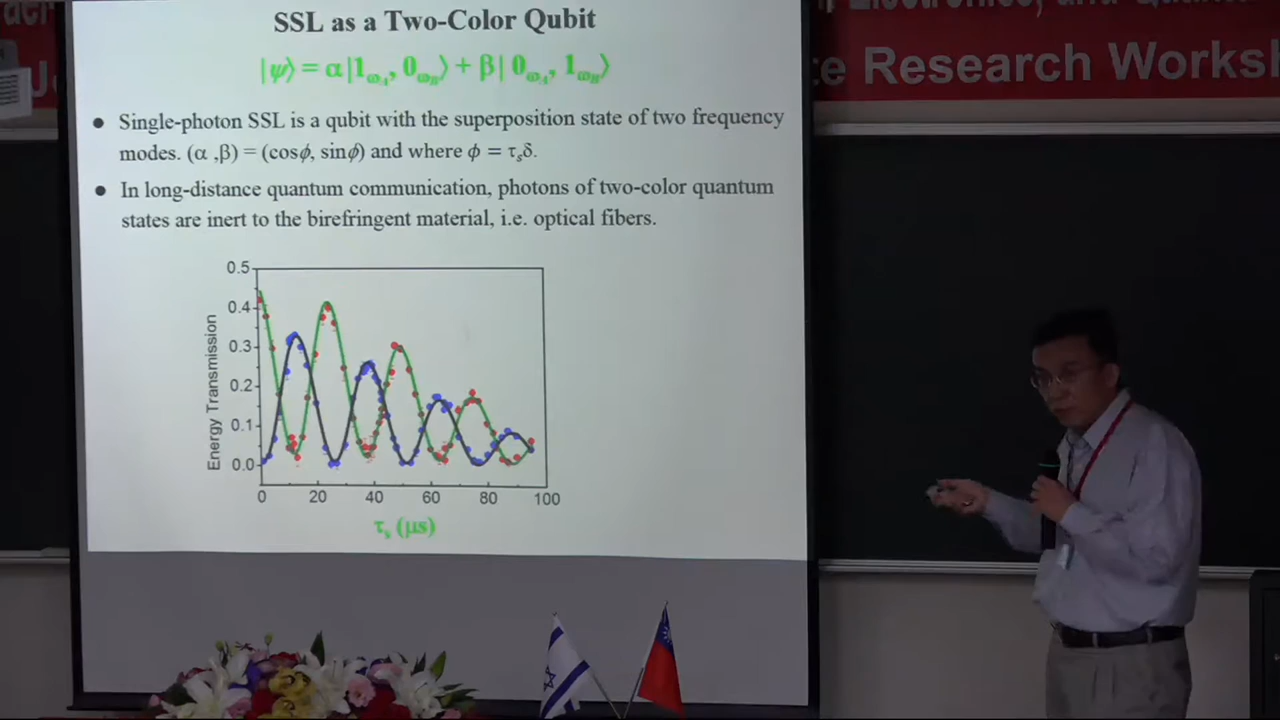 SSL as a Two-Color Qubit
|ψ⟩ = α|1ωA, 0ωB⟩ + β| 0ωA, 1ωB⟩
● Single-photon SSL is a qubit with the superposition state of two frequency
modes. (α ,β) = (cosϕ, sinϕ) and where ϕ = τsδ.
● In long-distance quantum communication, photons of two-color quantum
states are inert to the birefringent material, i.e. optical fibers.
Energy Transmission
0.5
0.4
0.3
0.2
0.1
0.0
0 20 40 60 80 100
τs (μs)
Research Workshop